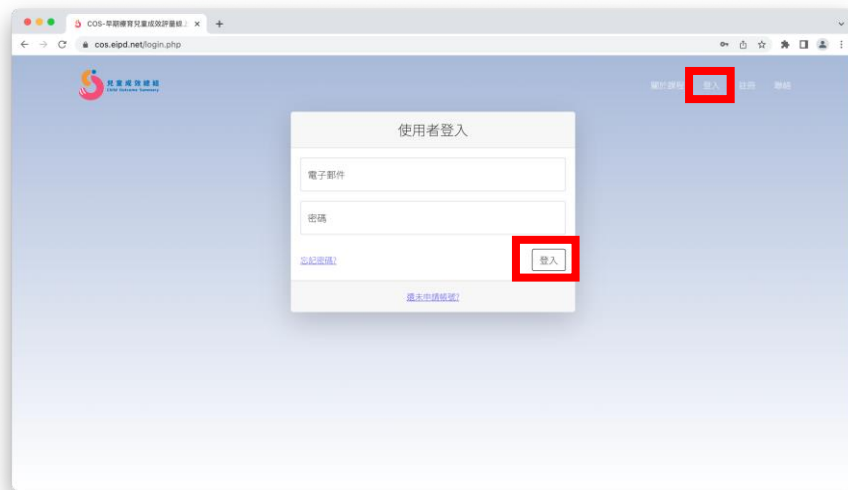 COS-早期療育兒童成效評量線上
cos.eipd.net/login.php
兒童成效總結
Child Outcome Summary
關於課程 登入 註冊 聯絡
使用者登入
電子郵件
密碼
忘記密碼?
登入
還未申請帳號?